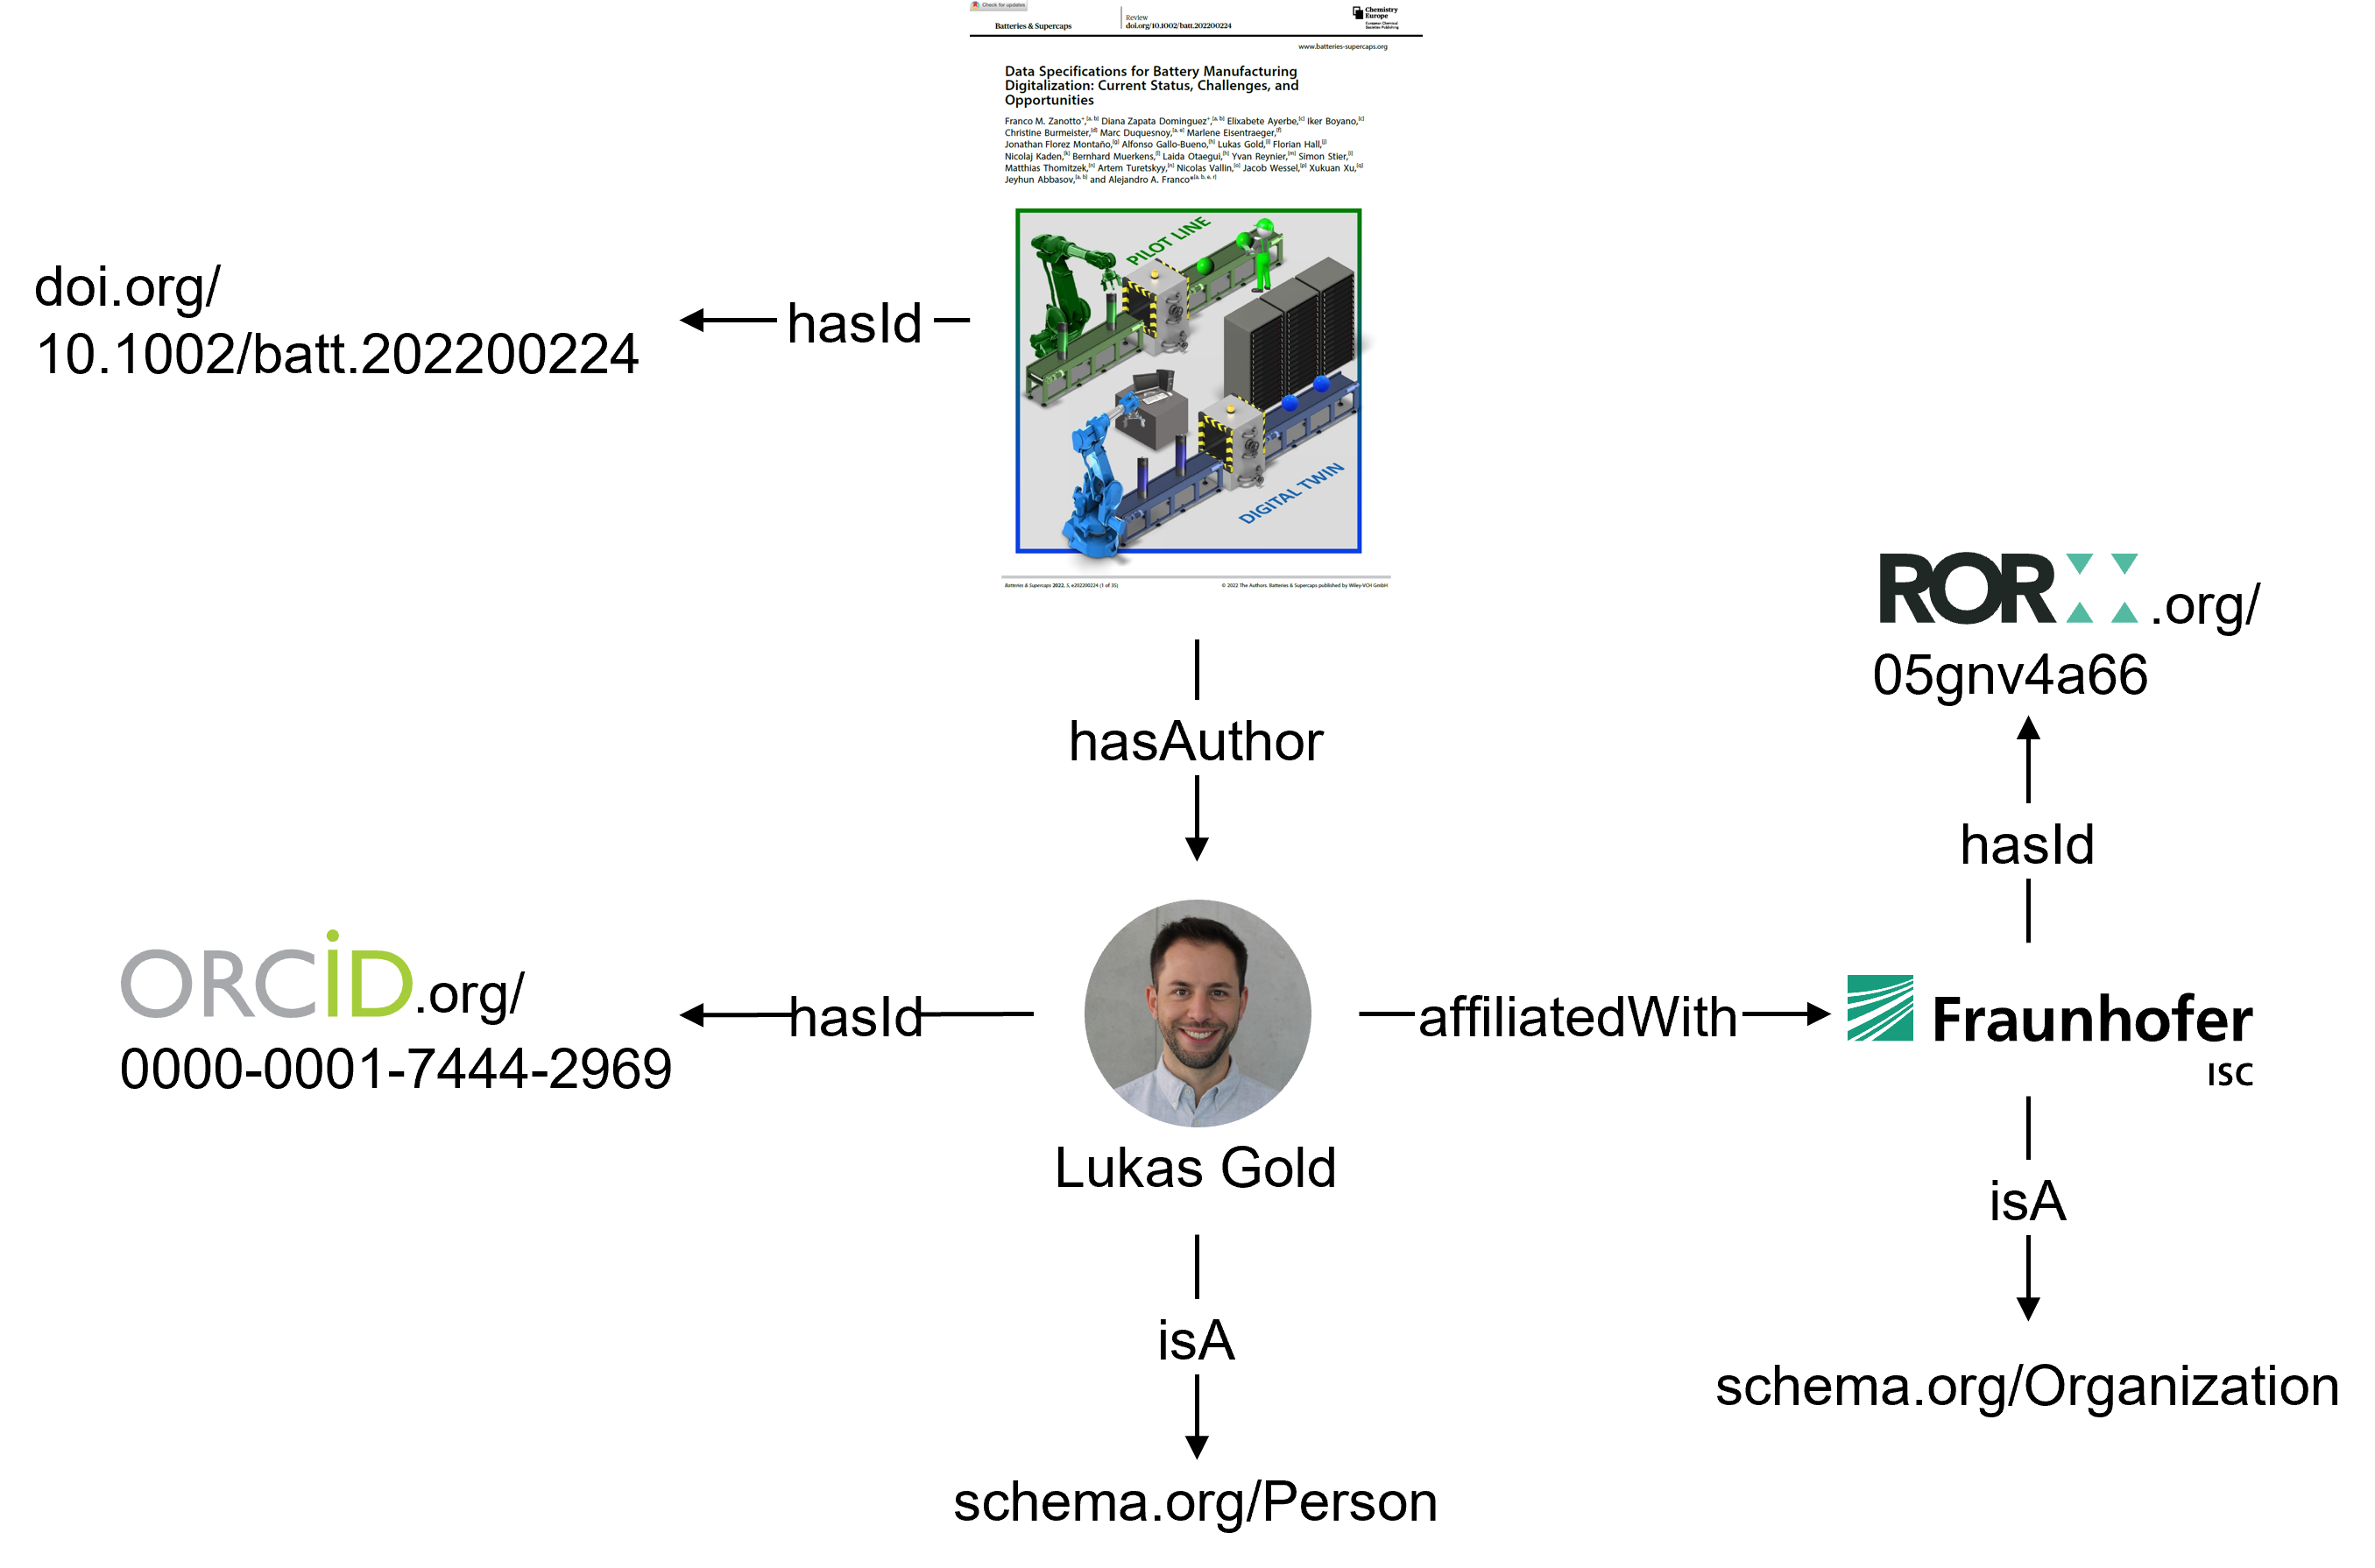 Check for updates
Batteries & Supercaps
Review
doi.org/10.1002/batt.202200224
Chemistry
Europe
European Chemical
Societies Publishing
www.batteries-supercaps.org
Data Specifications for Battery Manufacturing
Digitalization: Current Status, Challenges, and
Opportunities
Franco M. Zanotto⁺,[a, b] Diana Zapata Dominguez⁺,[a, b] Elixabete Ayerbe,[c] Iker Boyano,[c]
Christine Burmeister,[d] Marc Duquesnoy,[a, e] Marlene Eisentraeger,[f]
Jonathan Florez Montaño,[g] Alfonso Gallo-Bueno,[h] Lukas Gold,[i] Florian Hall,[j]
Nicolaj Kaden,[k] Bernhard Muerkens,[l] Laida Otaegui,[h] Yvan Reynier,[m] Simon Stier,[i]
Matthias Thomitzek,[n] Artem Turetskyy,[n] Nicolas Vallin,[o] Jacob Wessel,[p] Xukuan Xu,[q]
Jeyhun Abbasov,[a, b] and Alejandro A. Franco*[a, b, e, r]
PILOT LINE
DIGITAL TWIN
Batteries & Supercaps 2022, 5, e202200224 (1 of 35)
© 2022 The Authors. Batteries & Supercaps published by Wiley-VCH GmbH
doi.org/
10.1002/batt.202200224
hasId
hasAuthor
ROR.org/
05gnv4a66
hasId
ORCiD.org/
0000-0001-7444-2969
hasId
affiliatedWith
Fraunhofer
ISC
Lukas Gold
isA
isA
schema.org/Organization
schema.org/Person